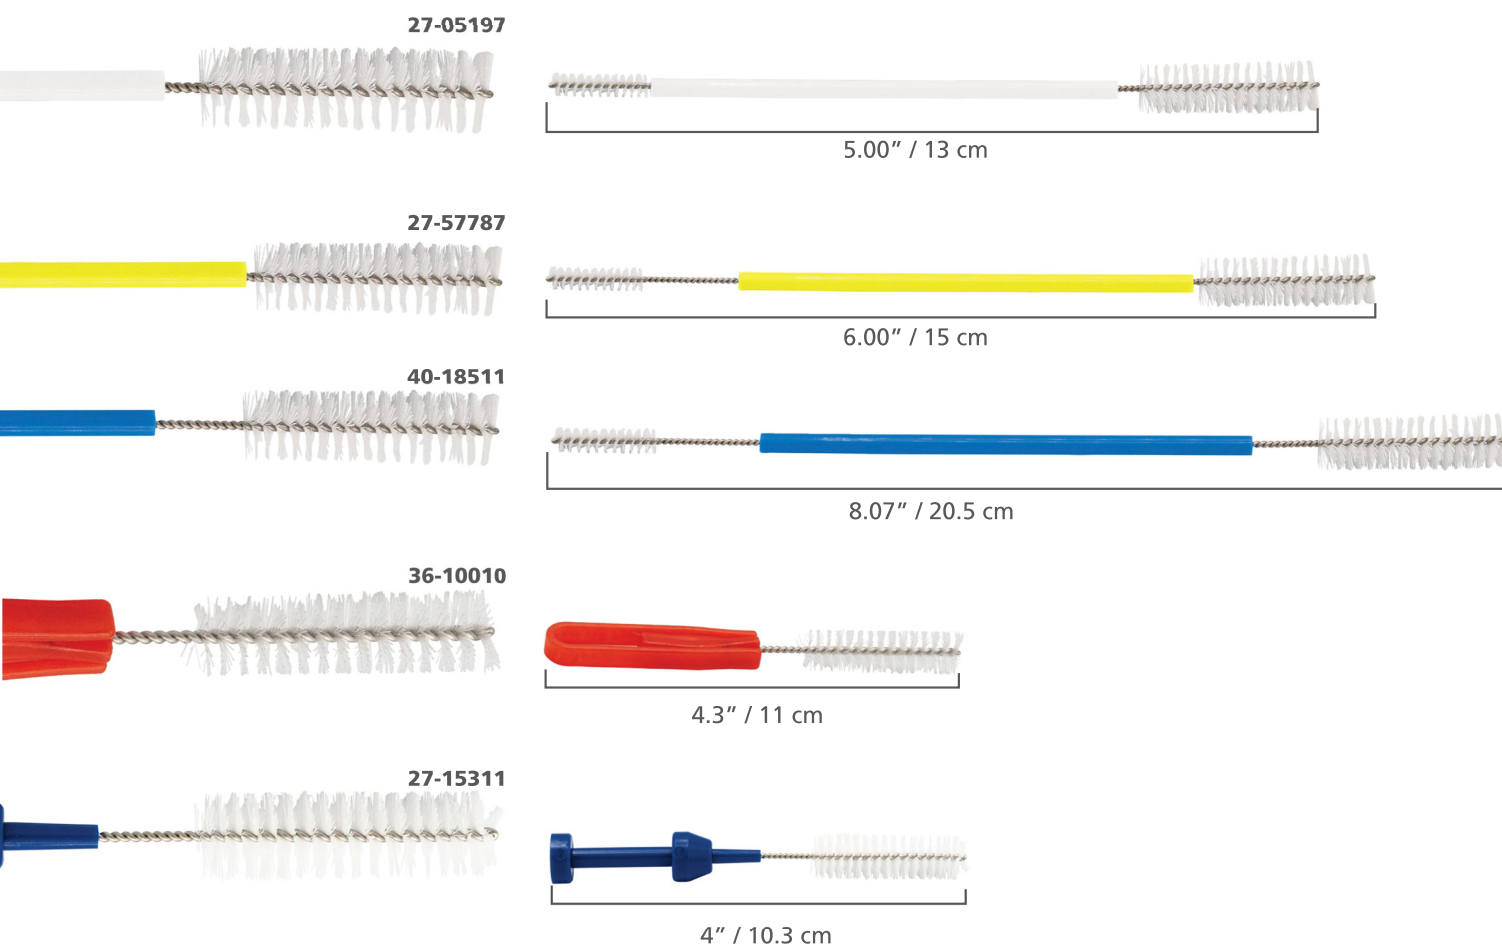 27-05197
5.00” / 13 cm
27-57787
6.00” / 15 cm
40-18511
8.07” / 20.5 cm
36-10010
4.3” / 11 cm
27-15311
4” / 10.3 cm